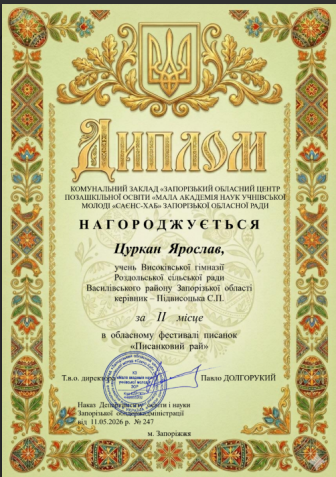 Диплом
КОМУНАЛЬНИЙ ЗАКЛАД «ЗАПОРІЗЬКИЙ ОБЛАСНИЙ ЦЕНТР
ПОЗАШКІЛЬНОЇ ОСВІТИ «МАЛА АКАДЕМІЯ НАУК УЧНІВСЬКОЇ
МОЛОДІ «САЄНС-ХАБ» ЗАПОРІЗЬКОЇ ОБЛАСНОЇ РАДИ
НАГОРОДЖУЄТЬСЯ
Цуркан Ярослав,
учень Високівської гімназії
Роздольської сільської ради
Василівського району Запорізької області
керівник – Підвисоцька С.П.
за II місце
в обласному фестивалі писанок
«Писанковий рай»
Т.в.о. директора
Павло ДОЛГОРУКИЙ
Наказ Департаменту освіти і науки
Запорізької облдержадміністрації
від 11.05.2026 р. № 247
м. Запоріжжя